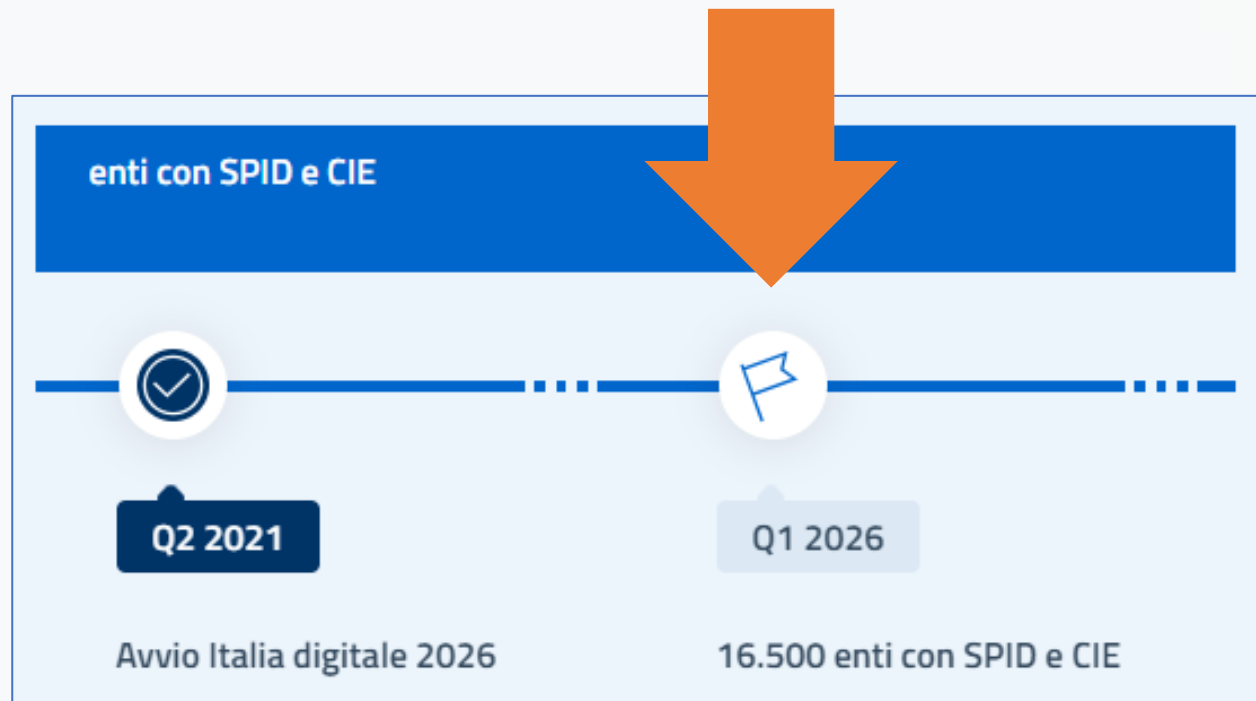 enti con SPID e CIE
Q2 2021
Q1 2026
Avvio Italia digitale 2026
16.500 enti con SPID e CIE